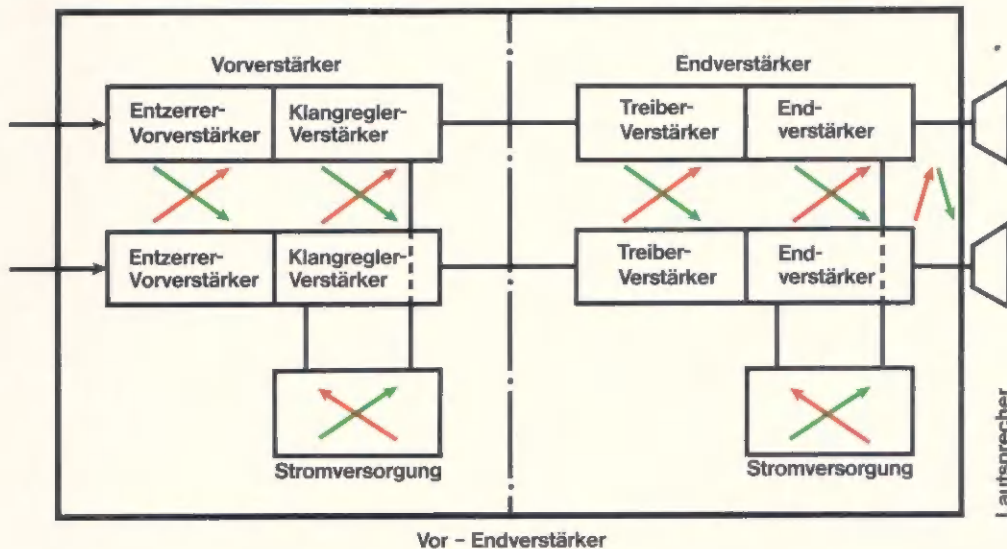 Vorverstärker
Endverstärker
Entzerrer-
Vorverstärker
Klangregler-
Verstärker
Treiber-
Verstärker
End-
verstärker
Entzerrer-
Vorverstärker
Klangregler-
Verstärker
Treiber-
Verstärker
End-
verstärker
Stromversorgung
Stromversorgung
Lautsprecher
Vor – Endverstärker